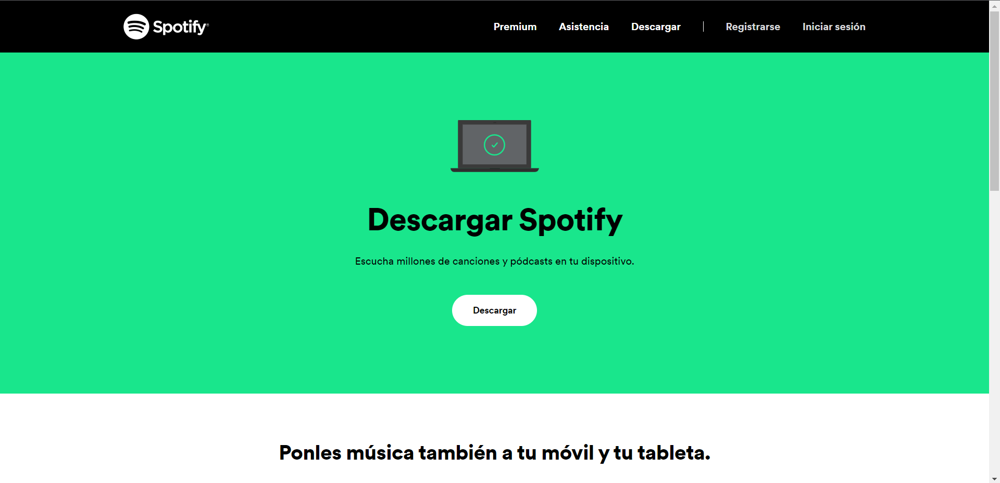 Spotify®
Premium Asistencia Descargar | Registrarse Iniciar sesión
Descargar Spotify
Escucha millones de canciones y pódcasts en tu dispositivo.
Descargar
Ponles música también a tu móvil y tu tableta.